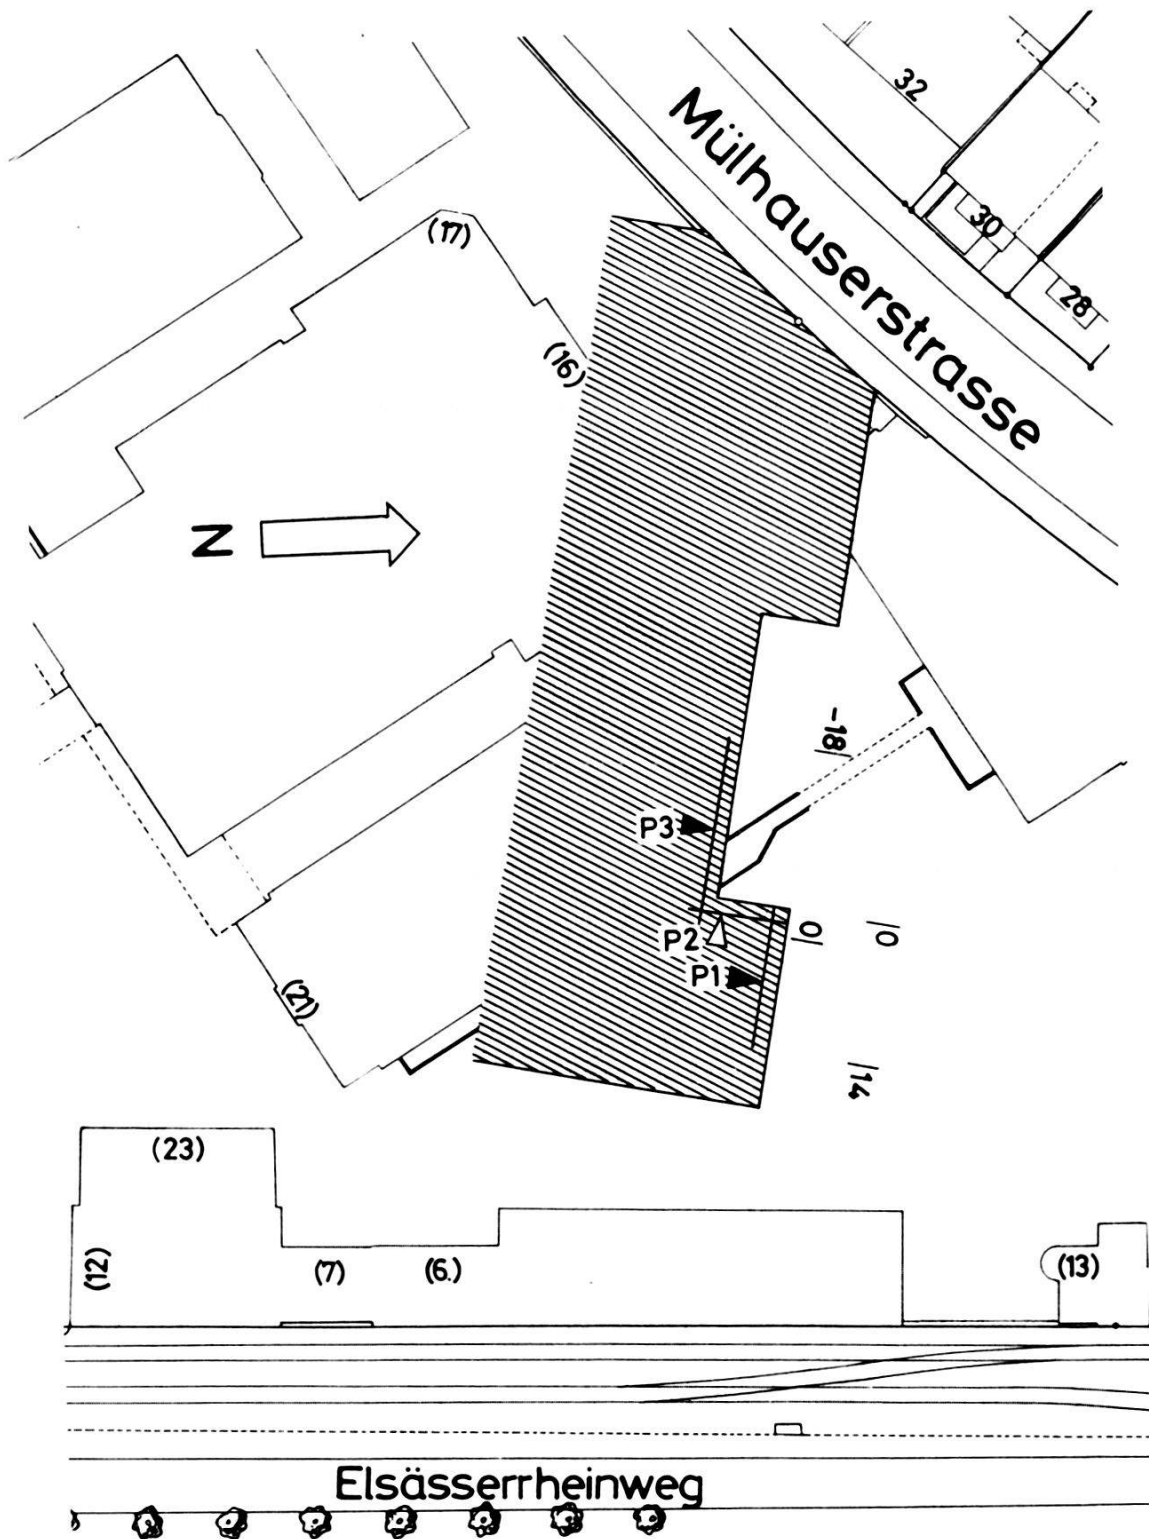 32
Mülhauserstrasse
30
28
(17)
(16)
N
-18
P3
P2
0
0
P1
(21)
14
(23)
(12)
(7)
(6.)
(13)
Elsässerrheinweg